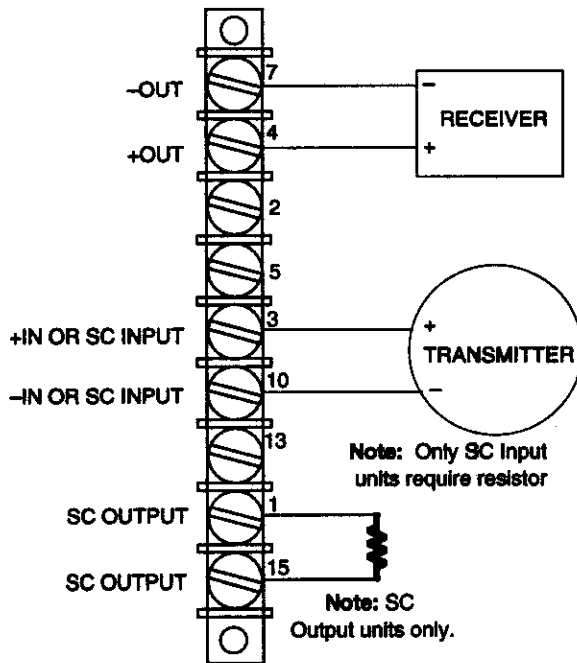 7
–OUT
–
RECEIVER
4
+OUT
+
2
5
3
+IN OR SC INPUT
+
TRANSMITTER
10
–IN OR SC INPUT
–
13
Note: Only SC Input
units require resistor
1
SC OUTPUT
15
SC OUTPUT
Note: SC
Output units only.